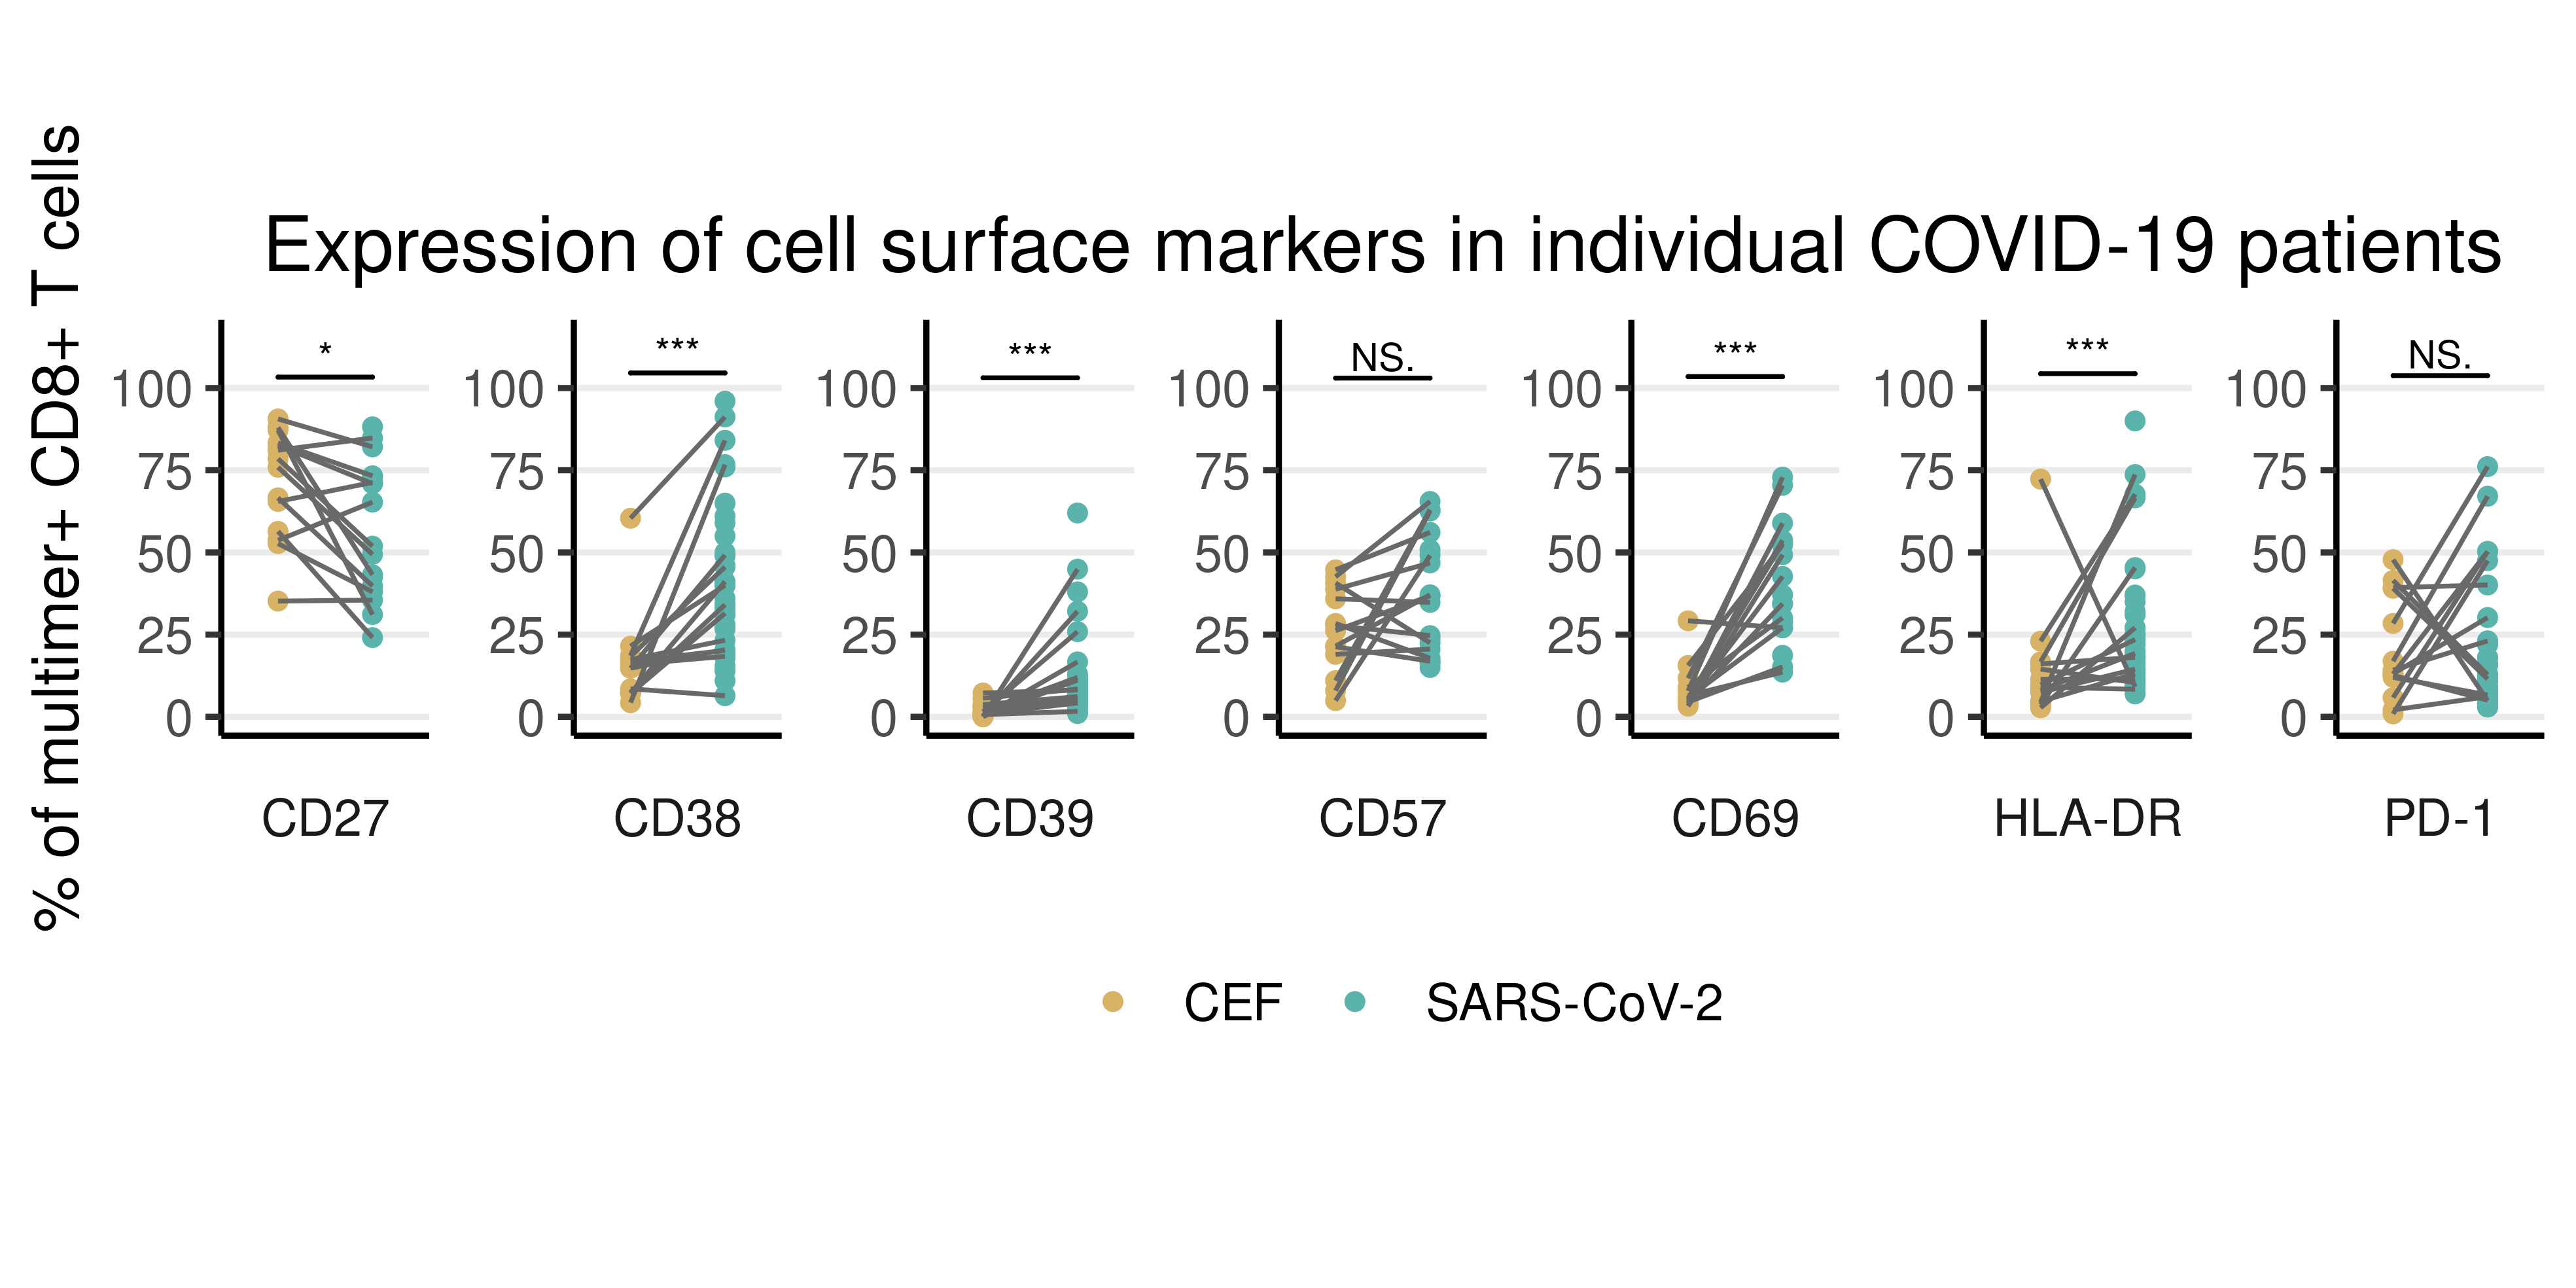 Expression of cell surface markers in individual COVID-19 patients
% of multimer+ CD8+ T cells
* *** *** NS. *** *** NS.
100 100 100 100 100 100 100
75 75 75 75 75 75 75
50 50 50 50 50 50 50
25 25 25 25 25 25 25
0 0 0 0 0 0 0
CD27 CD38 CD39 CD57 CD69 HLA-DR PD-1
CEF SARS-CoV-2